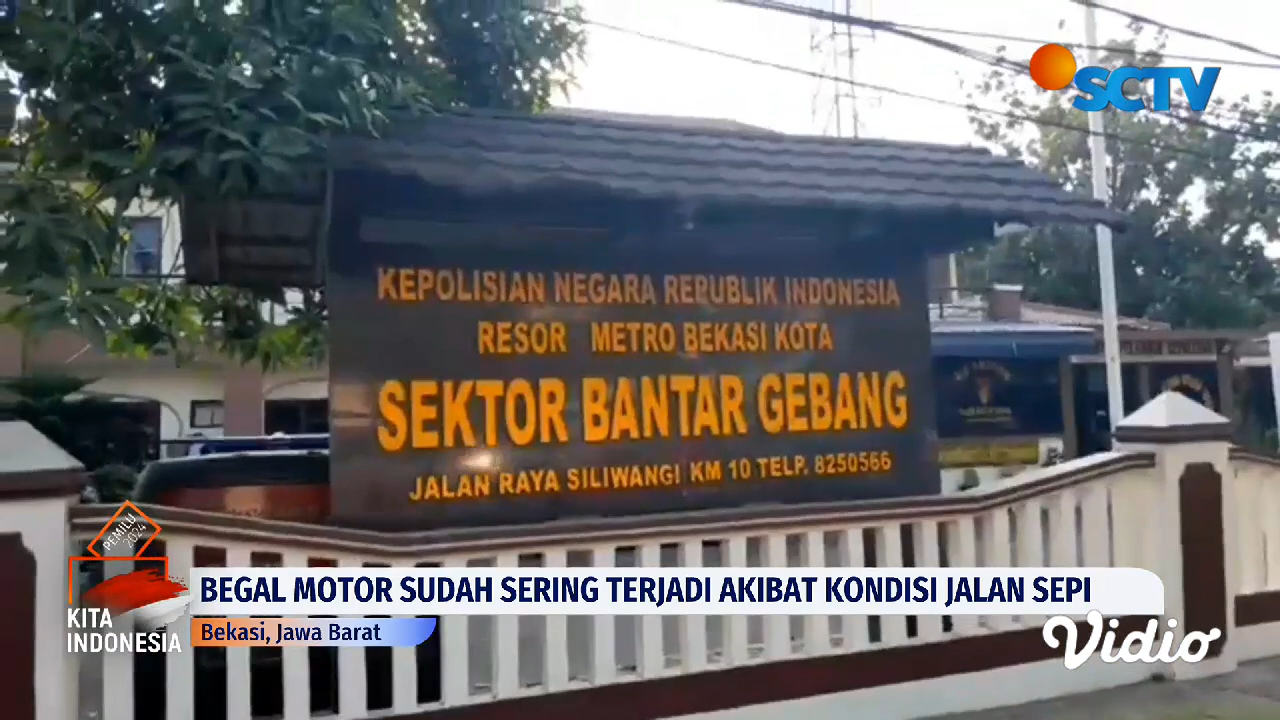 SCTV
KEPOLISIAN NEGARA REPUBLIK INDONESIA
RESOR METRO BEKASI KOTA
SEKTOR BANTAR GEBANG
JALAN RAYA SILIWANGI KM 10 TELP. 8250566
PEMILU
2024
KITA
INDONESIA
BEGAL MOTOR SUDAH SERING TERJADI AKIBAT KONDISI JALAN SEPI
Bekasi, Jawa Barat
Vidio